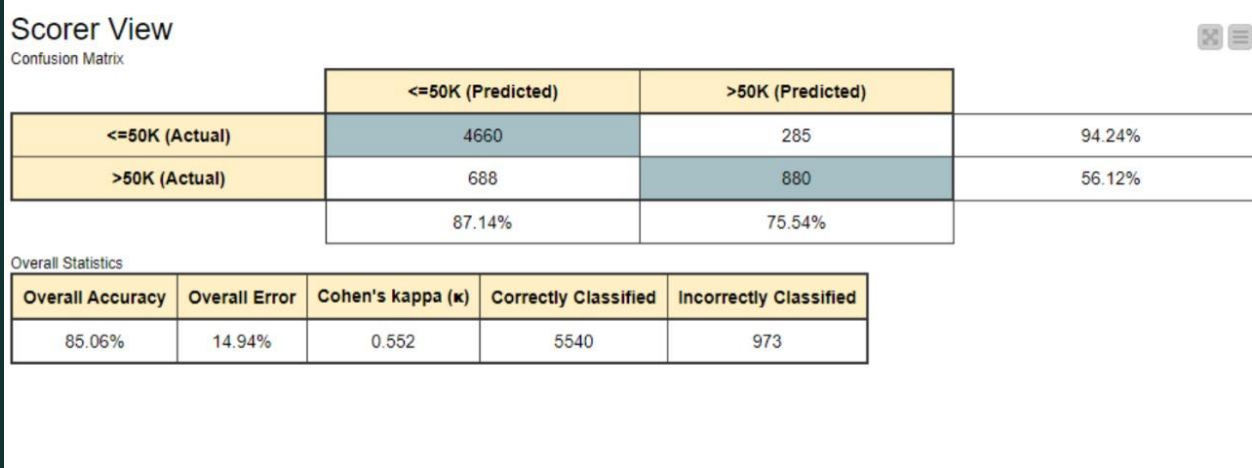 Scorer View
Confusion Matrix
<=50K (Predicted) >50K (Predicted)
<=50K (Actual) 4660 285 94.24%
>50K (Actual) 688 880 56.12%
87.14% 75.54%
Overall Statistics
Overall Accuracy Overall Error Cohen's kappa (κ) Correctly Classified Incorrectly Classified
85.06% 14.94% 0.552 5540 973